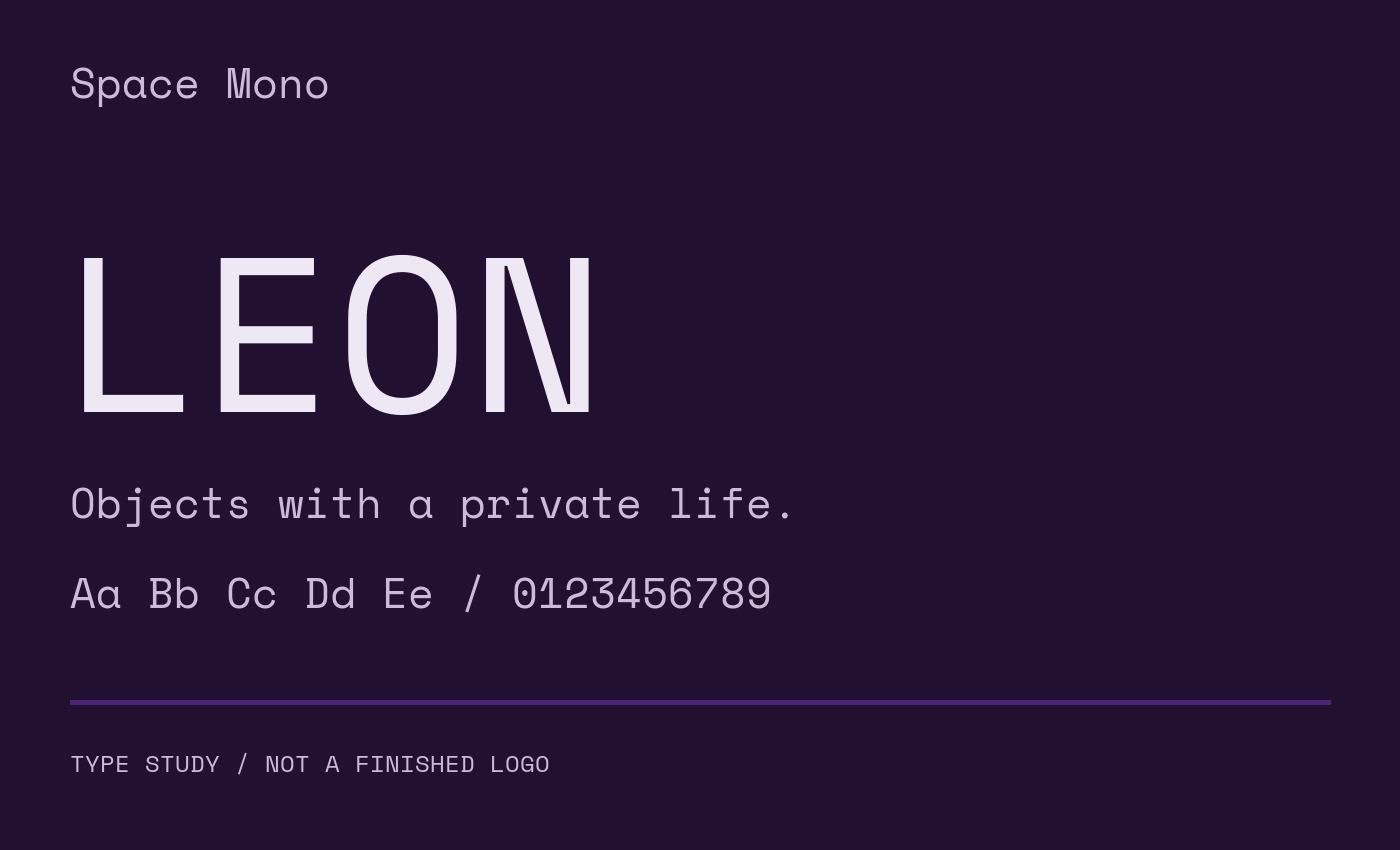 Space Mono
LEON
Objects with a private life.
Aa Bb Cc Dd Ee / 0123456789
TYPE STUDY / NOT A FINISHED LOGO